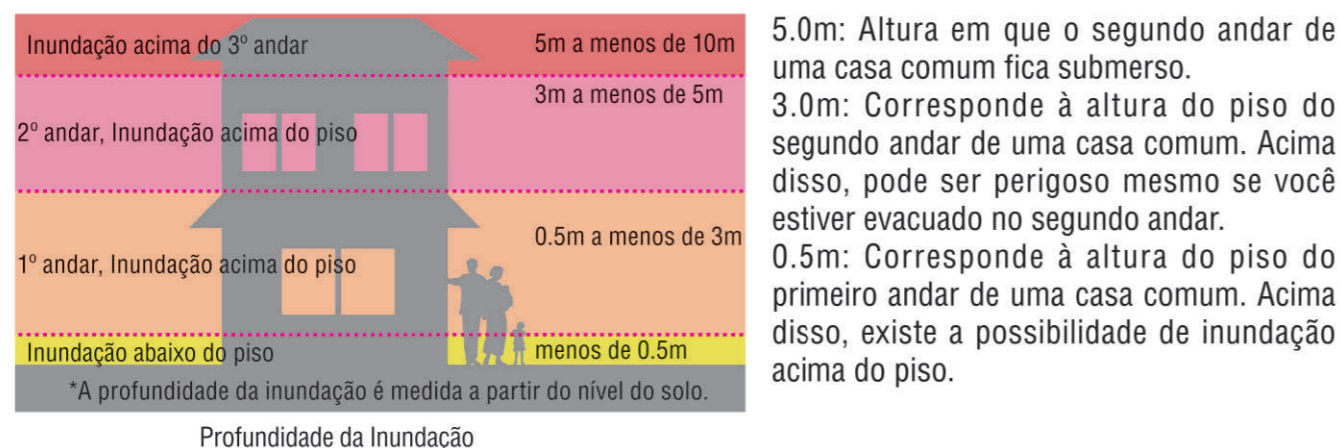 Inundação acima do 3º andar
5m a menos de 10m
3m a menos de 5m
2º andar, Inundação acima do piso
0.5m a menos de 3m
1º andar, Inundação acima do piso
Inundação abaixo do piso
menos de 0.5m
*A profundidade da inundação é medida a partir do nível do solo.
Profundidade da Inundação
5.0m: Altura em que o segundo andar de
uma casa comum fica submerso.
3.0m: Corresponde à altura do piso do
segundo andar de uma casa comum. Acima
disso, pode ser perigoso mesmo se você
estiver evacuado no segundo andar.
0.5m: Corresponde à altura do piso do
primeiro andar de uma casa comum. Acima
disso, existe a possibilidade de inundação
acima do piso.